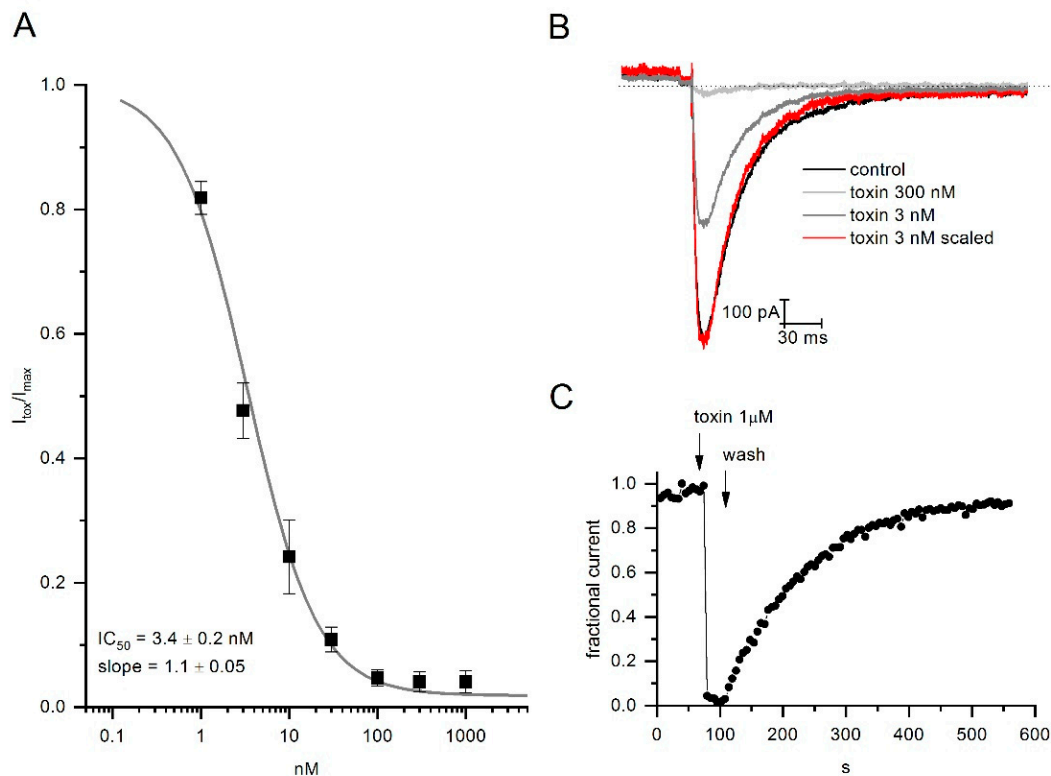 A
1.0
0.8
0.6
0.4
0.2
0.0
I_tox/I_max
IC50 = 3.4 ± 0.2 nM
slope = 1.1 ± 0.05
0.1 1 10 100 1000
nM
B
control
toxin 300 nM
toxin 3 nM
toxin 3 nM scaled
100 pA
30 ms
C
toxin 1μM
wash
1.0
0.8
0.6
0.4
0.2
0.0
fractional current
0 100 200 300 400 500 600
s